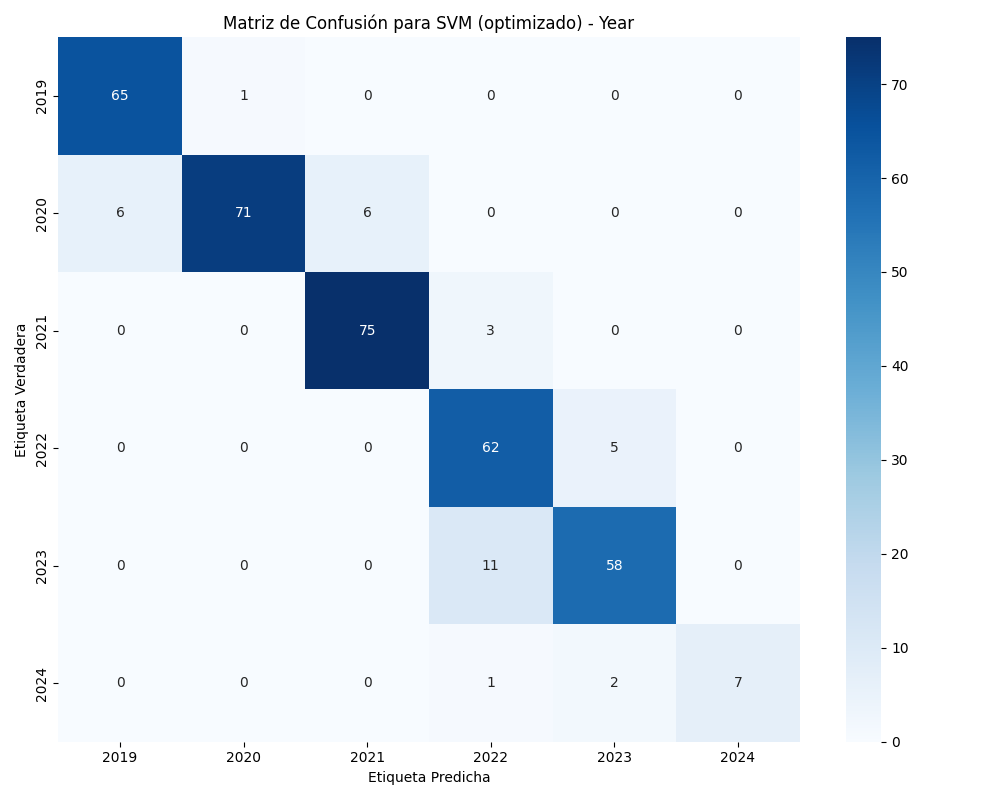 Matriz de Confusión para SVM (optimizado) - Year
Etiqueta Verdadera
2019 65 1 0 0 0 0
2020 6 71 6 0 0 0
2021 0 0 75 3 0 0
2022 0 0 0 62 5 0
2023 0 0 0 11 58 0
2024 0 0 0 1 2 7
2019 2020 2021 2022 2023 2024
Etiqueta Predicha
70
60
50
40
30
20
10
0